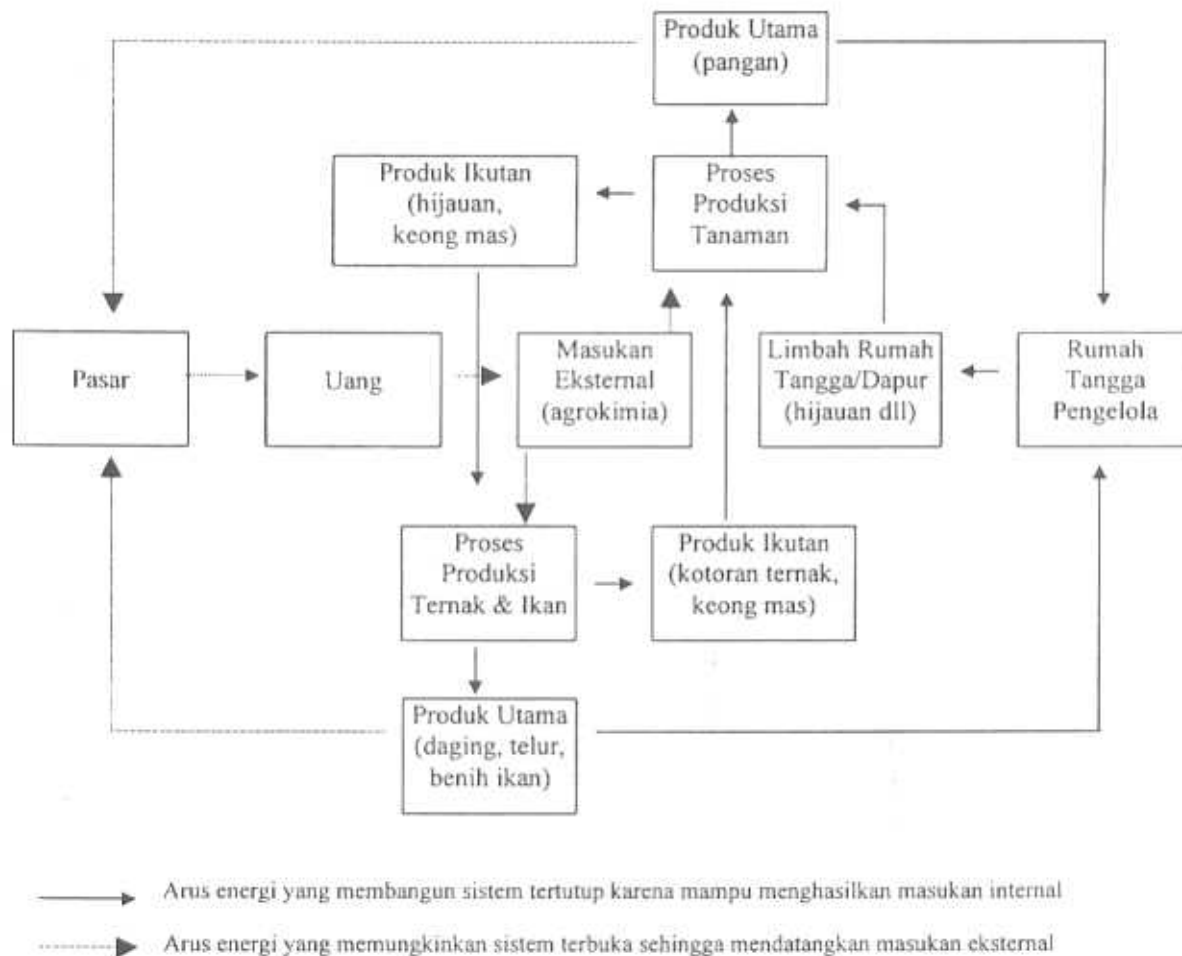 Produk Utama
(pangan)
Produk Ikutan
(hijauan,
keong mas)
Proses
Produksi
Tanaman
Pasar
Uang
Masukan
Eksternal
(agrokimia)
Limbah Rumah
Tangga/Dapur
(hijauan dll)
Rumah
Tangga
Pengelola
Proses
Produksi
Ternak & Ikan
Produk Ikutan
(kotoran ternak,
keong mas)
Produk Utama
(daging, telur,
benih ikan)
Arus energi yang membangun sistem tertutup karena mampu menghasilkan masukan internal
Arus energi yang memungkinkan sistem terbuka sehingga mendatangkan masukan eksternal